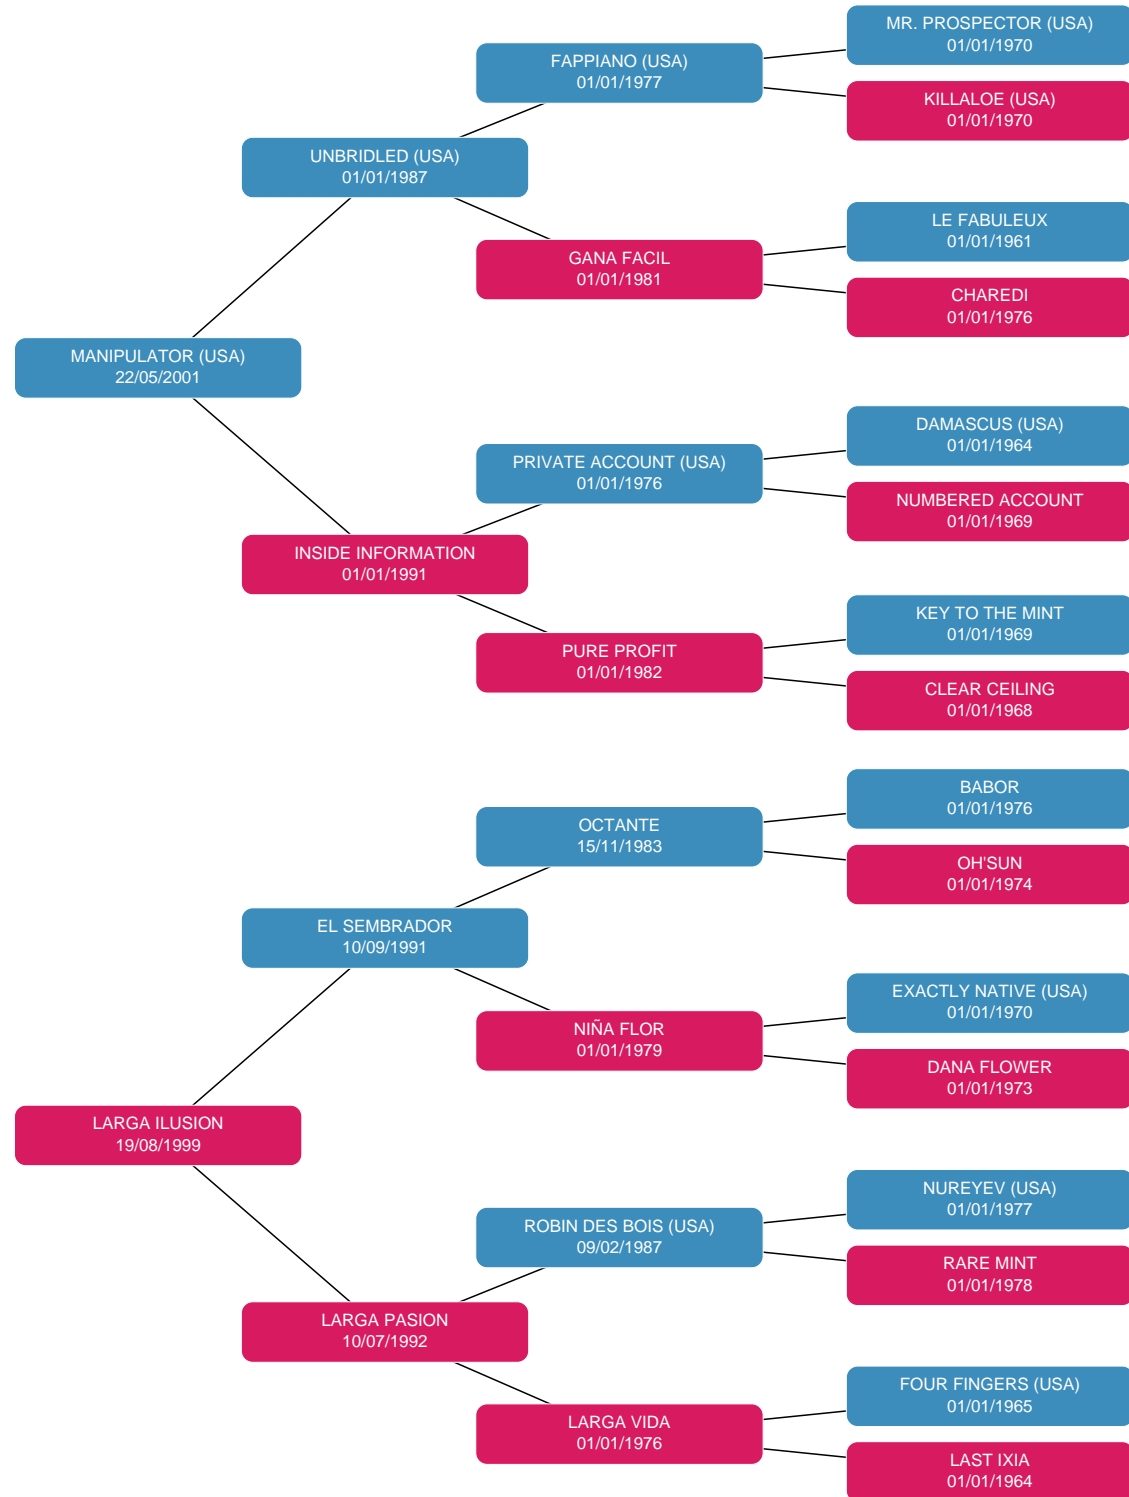 MR. PROSPECTOR (USA)
01/01/1970
FAPPIANO (USA)
01/01/1977
KILLALOE (USA)
01/01/1970
UNBRIDLED (USA)
01/01/1987
LE FABULEUX
01/01/1961
GANA FACIL
01/01/1981
CHAREDI
01/01/1976
MANIPULATOR (USA)
22/05/2001
DAMASCUS (USA)
01/01/1964
PRIVATE ACCOUNT (USA)
01/01/1976
NUMBERED ACCOUNT
01/01/1969
INSIDE INFORMATION
01/01/1991
KEY TO THE MINT
01/01/1969
PURE PROFIT
01/01/1982
CLEAR CEILING
01/01/1968
BABOR
01/01/1976
OCTANTE
15/11/1983
OH'SUN
01/01/1974
EL SEMBRADOR
10/09/1991
EXACTLY NATIVE (USA)
01/01/1970
NIÑA FLOR
01/01/1979
DANA FLOWER
01/01/1973
LARGA ILUSION
19/08/1999
NUREYEV (USA)
01/01/1977
ROBIN DES BOIS (USA)
09/02/1987
RARE MINT
01/01/1978
LARGA PASION
10/07/1992
FOUR FINGERS (USA)
01/01/1965
LARGA VIDA
01/01/1976
LAST IXIA
01/01/1964